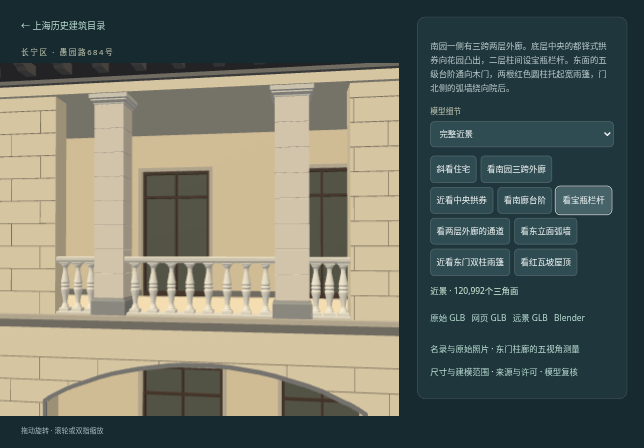 ← 上海历史建筑目录
长宁区 · 愚园路684号
南园一侧有三跨两层外廊。底层中央的都铎式拱
券向花园凸出，二层柱间设宝瓶栏杆。东面的五
级台阶通向木门，两根红色圆柱托起宽雨篷，门
北侧的弧墙绕向院后。
模型细节
完整近景
斜看住宅 看南园三跨外廊
近看中央拱券 看南廊台阶 看宝瓶栏杆
看两层外廊的通道 看东立面弧墙
近看东门双柱雨篷 看红瓦坡屋顶
近景 · 120,992个三角面
原始 GLB 网页 GLB 远景 GLB Blender
名录与原始照片 · 东门柱廊的五视角测量
尺寸与建模范围 · 来源与许可 · 模型复核
拖动旋转 · 滚轮或双指缩放